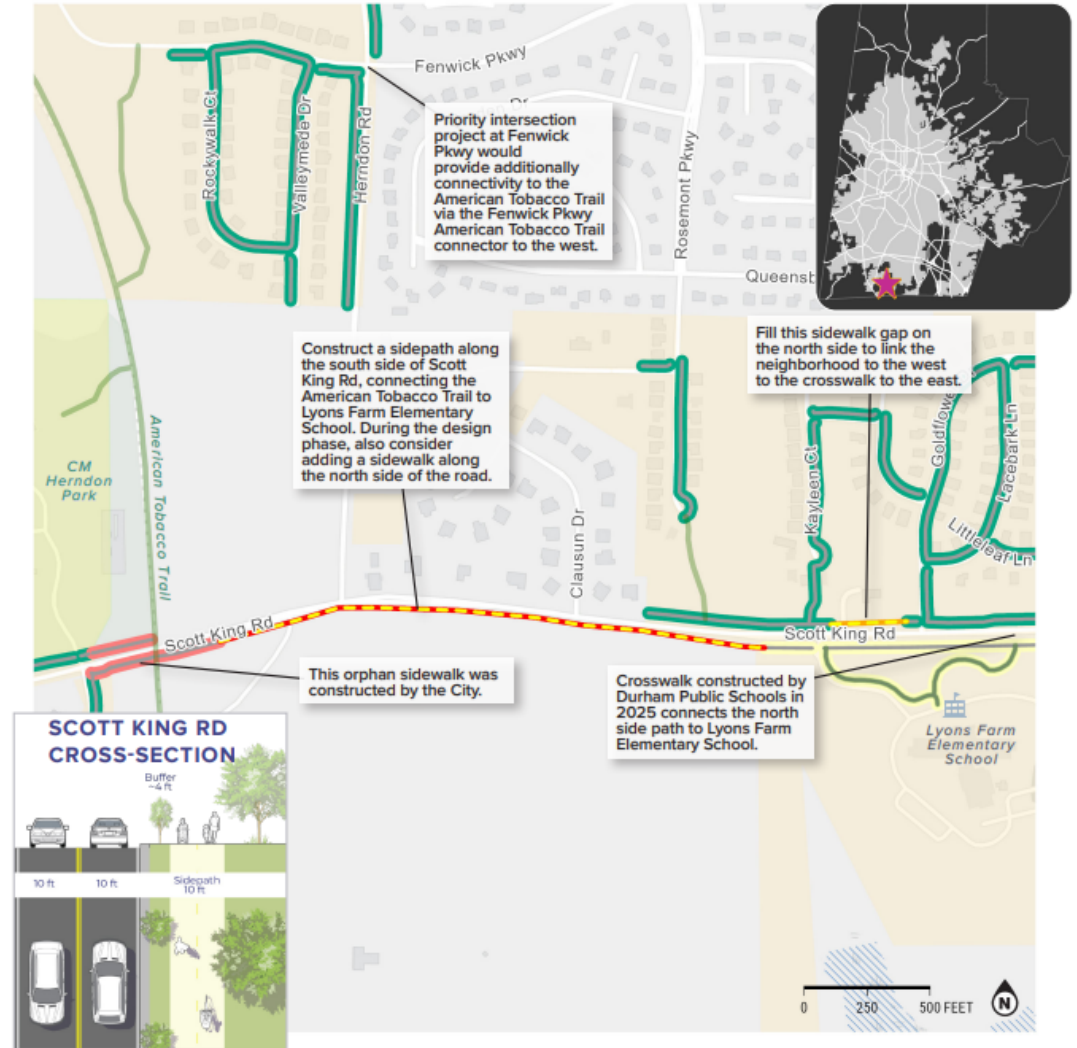 Fenwick Pkwy
Rockywalk Ct
Valleymede Dr
Herndon Rd
Dr
Rosemont Pkwy
Priority intersection
project at Fenwick
Pkwy would
provide additionally
connectivity to the
American Tobacco Trail
via the Fenwick Pkwy
American Tobacco Trail
connector to the west.
Queensb
Construct a sidepath along
the south side of Scott
King Rd, connecting the
American Tobacco Trail to
Lyons Farm Elementary
School. During the design
phase, also consider
adding a sidewalk along
the north side of the road.
Fill this sidewalk gap on
the north side to link the
neighborhood to the west
to the crosswalk to the east.
CM
Herndon
Park
American Tobacco Trail
Clausun Dr
Kayleen Ct
Goldflowe
Lacebark Ln
Littleleaf Ln
Scott King Rd
Scott King Rd
This orphan sidewalk was
constructed by the City.
Crosswalk constructed by
Durham Public Schools in
2025 connects the north
side path to Lyons Farm
Elementary School.
Lyons Farm
Elementary
School
SCOTT KING RD
CROSS-SECTION
Buffer
~4 ft
10 ft
10 ft
Sidepath
10 ft
0 250 500 FEET
N